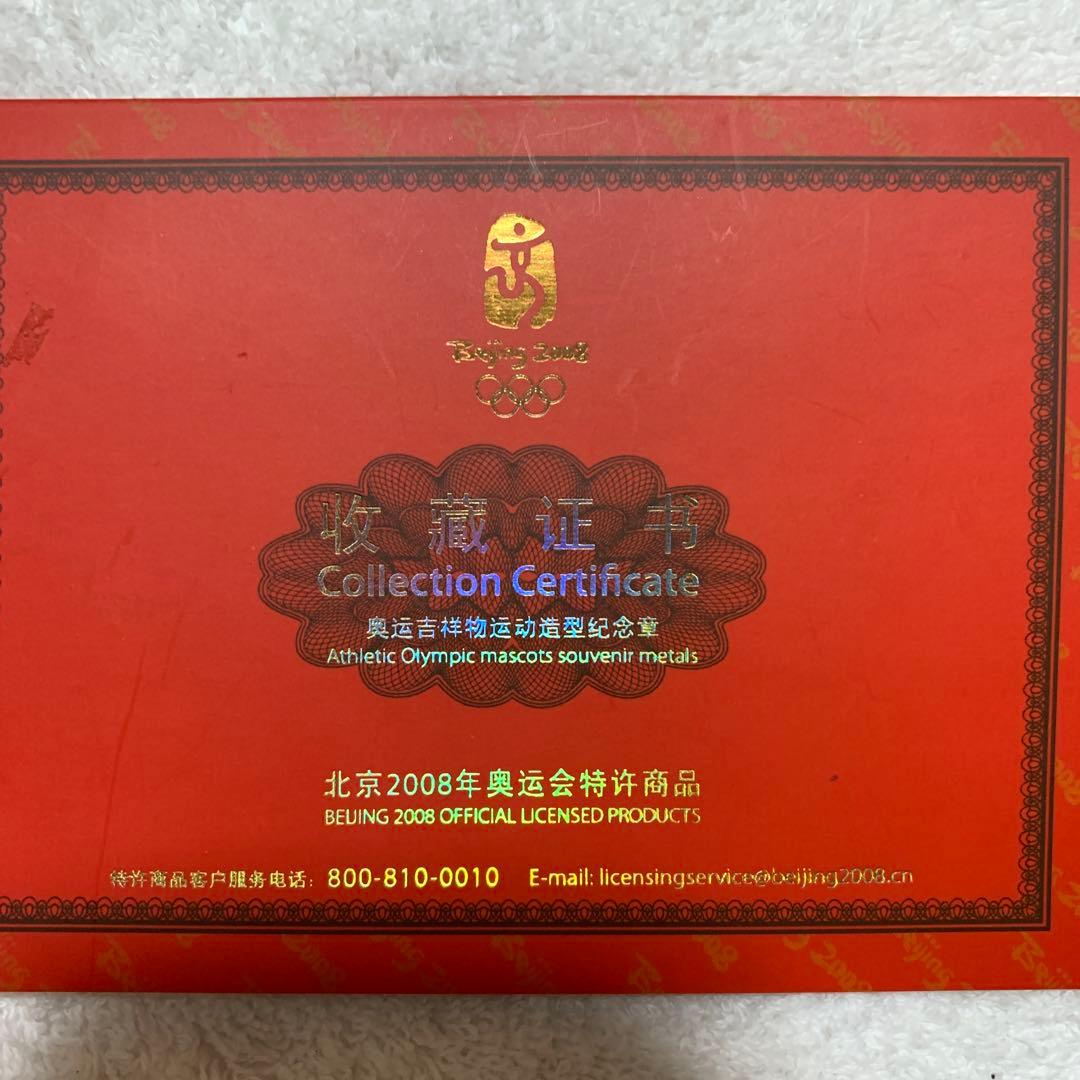 Beijing 2008
收藏证书
Collection Certificate
奥运吉祥物运动造型纪念章
Athletic Olympic mascots souvenir metals
北京2008年奥运会特许商品
BEIJING 2008 OFFICIAL LICENSED PRODUCTS
特许商品客户服务电话：800-810-0010 E-mail: licensingservice@beijing2008.cn